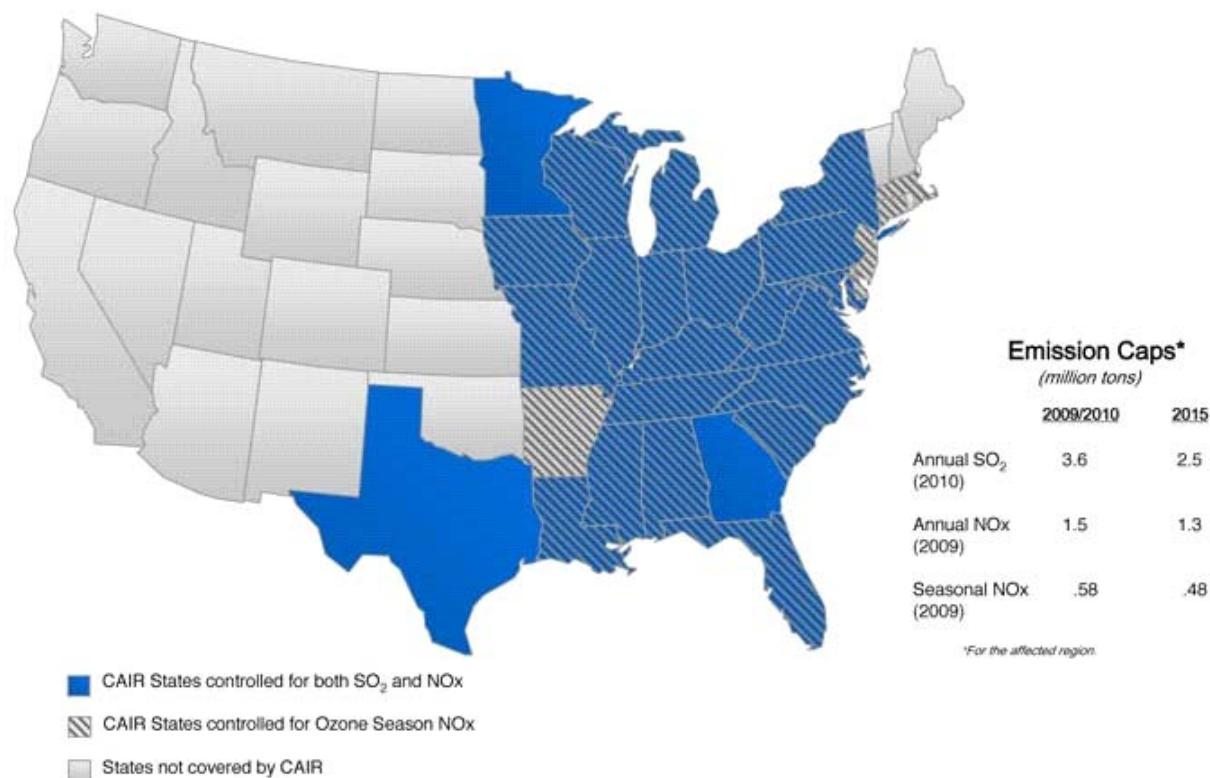 Emission Caps*
(million tons)
2009/2010 2015
Annual SO₂ 3.6 2.5
(2010)
Annual NOx 1.5 1.3
(2009)
Seasonal NOx .58 .48
(2009)
*For the affected region.
CAIR States controlled for both SO₂ and NOx
CAIR States controlled for Ozone Season NOx
States not covered by CAIR